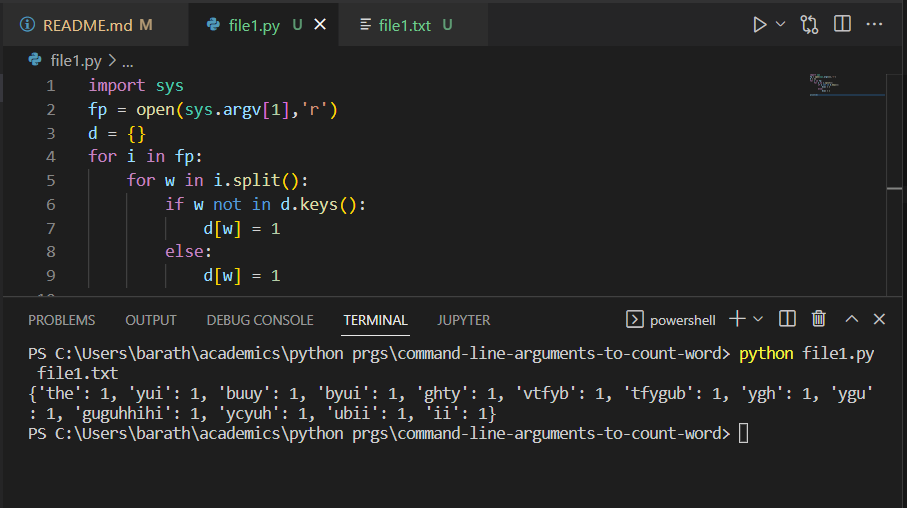 README.md M file1.py U file1.txt U
file1.py > ...
1 import sys
2 fp = open(sys.argv[1],'r')
3 d = {}
4 for i in fp:
5 for w in i.split():
6 if w not in d.keys():
7 d[w] = 1
8 else:
9 d[w] = 1
PROBLEMS OUTPUT DEBUG CONSOLE TERMINAL JUPYTER powershell
PS C:\Users\barath\academics\python prgs\command-line-arguments-to-count-word> python file1.py
file1.txt
{'the': 1, 'yui': 1, 'buuy': 1, 'byui': 1, 'ghty': 1, 'vtfyb': 1, 'tfygub': 1, 'ygh': 1, 'ygu'
: 1, 'guguhhihi': 1, 'ycyuh': 1, 'ubii': 1, 'ii': 1}
PS C:\Users\barath\academics\python prgs\command-line-arguments-to-count-word>